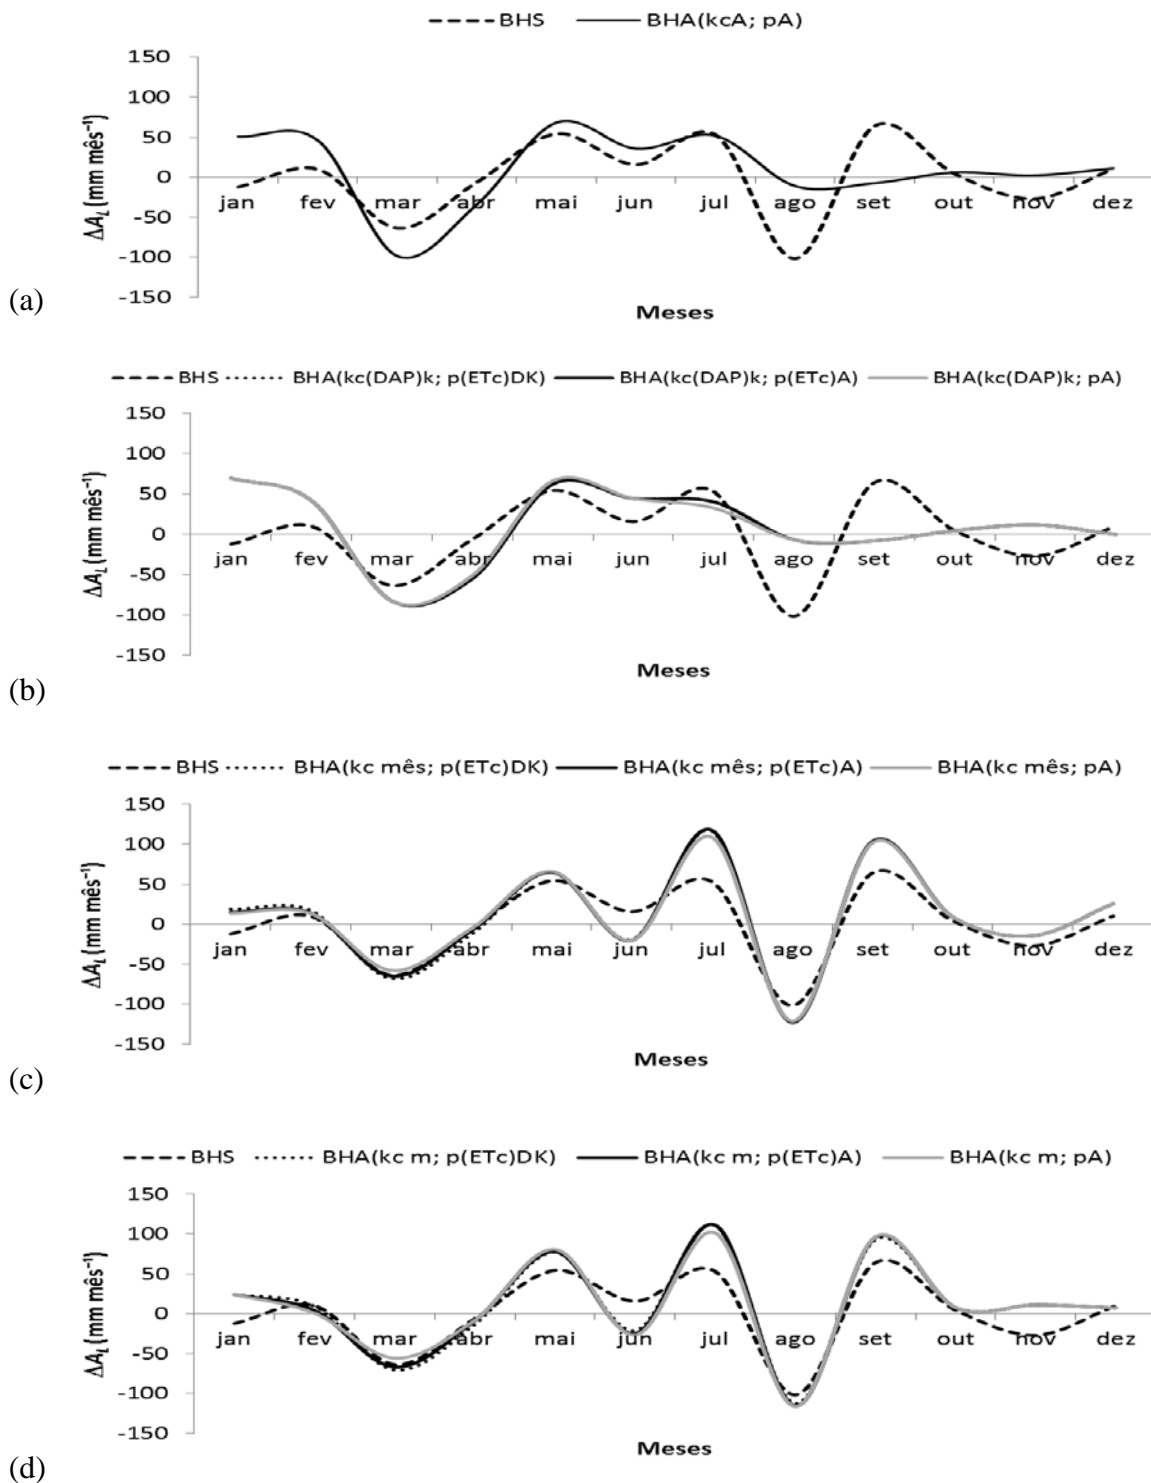 BHS BHA(kcA; pA)
150
100
50
0
-50
-100
-150
ΔA_L (mm mês⁻¹)
jan fev mar abr mai jun jul ago set out nov dez
Meses
(a)
BHS BHA(kc(DAP)k; p(ETc)DK) BHA(kc(DAP)k; p(ETc)A) BHA(kc(DAP)k; pA)
150
100
50
0
-50
-100
-150
ΔA_L (mm mês⁻¹)
jan fev mar abr mai jun jul ago set out nov dez
Meses
(b)
BHS BHA(kc mês; p(ETc)DK) BHA(kc mês; p(ETc)A) BHA(kc mês; pA)
150
100
50
0
-50
-100
-150
ΔA_L (mm mês⁻¹)
jan fev mar abr mai jun jul ago set out nov dez
Meses
(c)
BHS BHA(kc m; p(ETc)DK) BHA(kc m; p(ETc)A) BHA(kc m; pA)
150
100
50
0
-50
-100
-150
ΔA_L (mm mês⁻¹)
jan fev mar abr mai jun jul ago set out nov dez
Meses
(d)